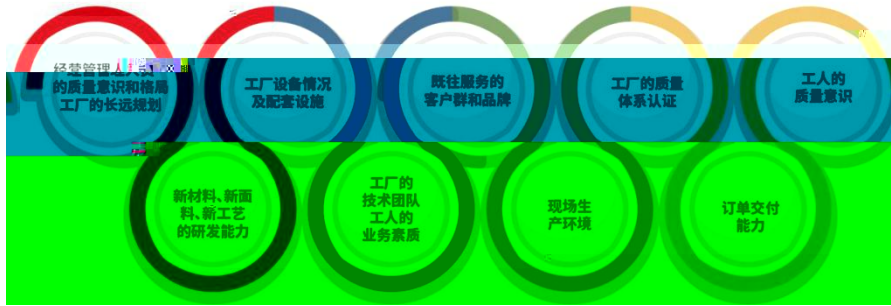 经营管理人员
的质量意识和格局
工厂的长远规划
工厂设备情况
及配套设施
既往服务的
客户群和品牌
工厂的质量
体系认证
工人的
质量意识
新材料、新面
料、新工艺
的研发能力
工厂的
技术团队
工人的
业务素质
现场生
产环境
订单交付
能力